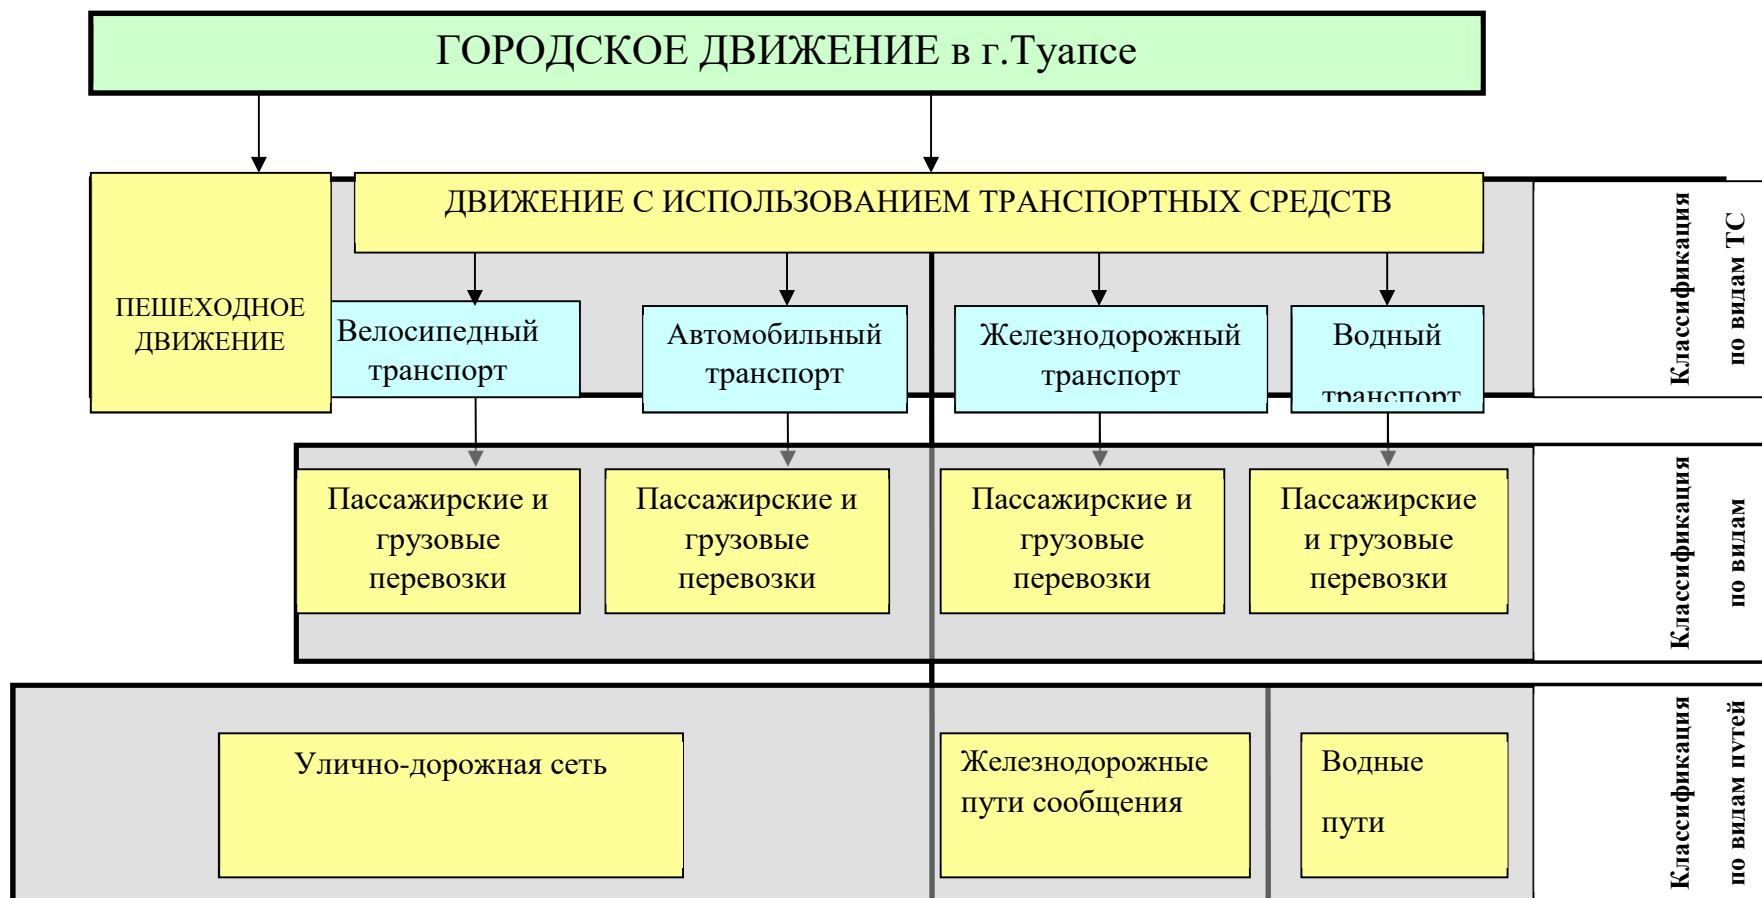 ГОРОДСКОЕ ДВИЖЕНИЕ в г.Туапсе
ДВИЖЕНИЕ С ИСПОЛЬЗОВАНИЕМ ТРАНСПОРТНЫХ СРЕДСТВ
ПЕШЕХОДНОЕ
ДВИЖЕНИЕ
Велосипедный
транспорт
Автомобильный
транспорт
Железнодорожный
транспорт
Водный
транспорт
Классификация
по видам ТС
Пассажирские и
грузовые
перевозки
Пассажирские и
грузовые
перевозки
Пассажирские и
грузовые
перевозки
Пассажирские
и грузовые
перевозки
Классификация
по видам
Улично-дорожная сеть
Железнодорожные
пути сообщения
Водные
пути
Классификация
по видам путей